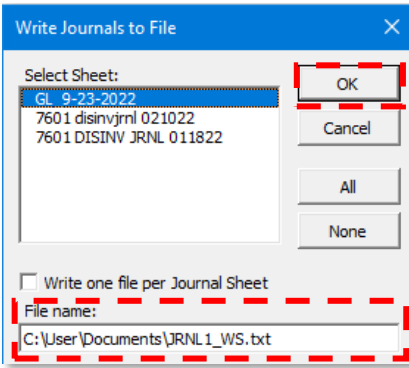 Write Journals to File
Select Sheet:
GL 9-23-2022
7601 disinvjrnl 021022
7601 DISINV JRNL 011822
OK
Cancel
All
None
Write one file per Journal Sheet
File name:
C:\User\Documents\JRNL1_WS.txt